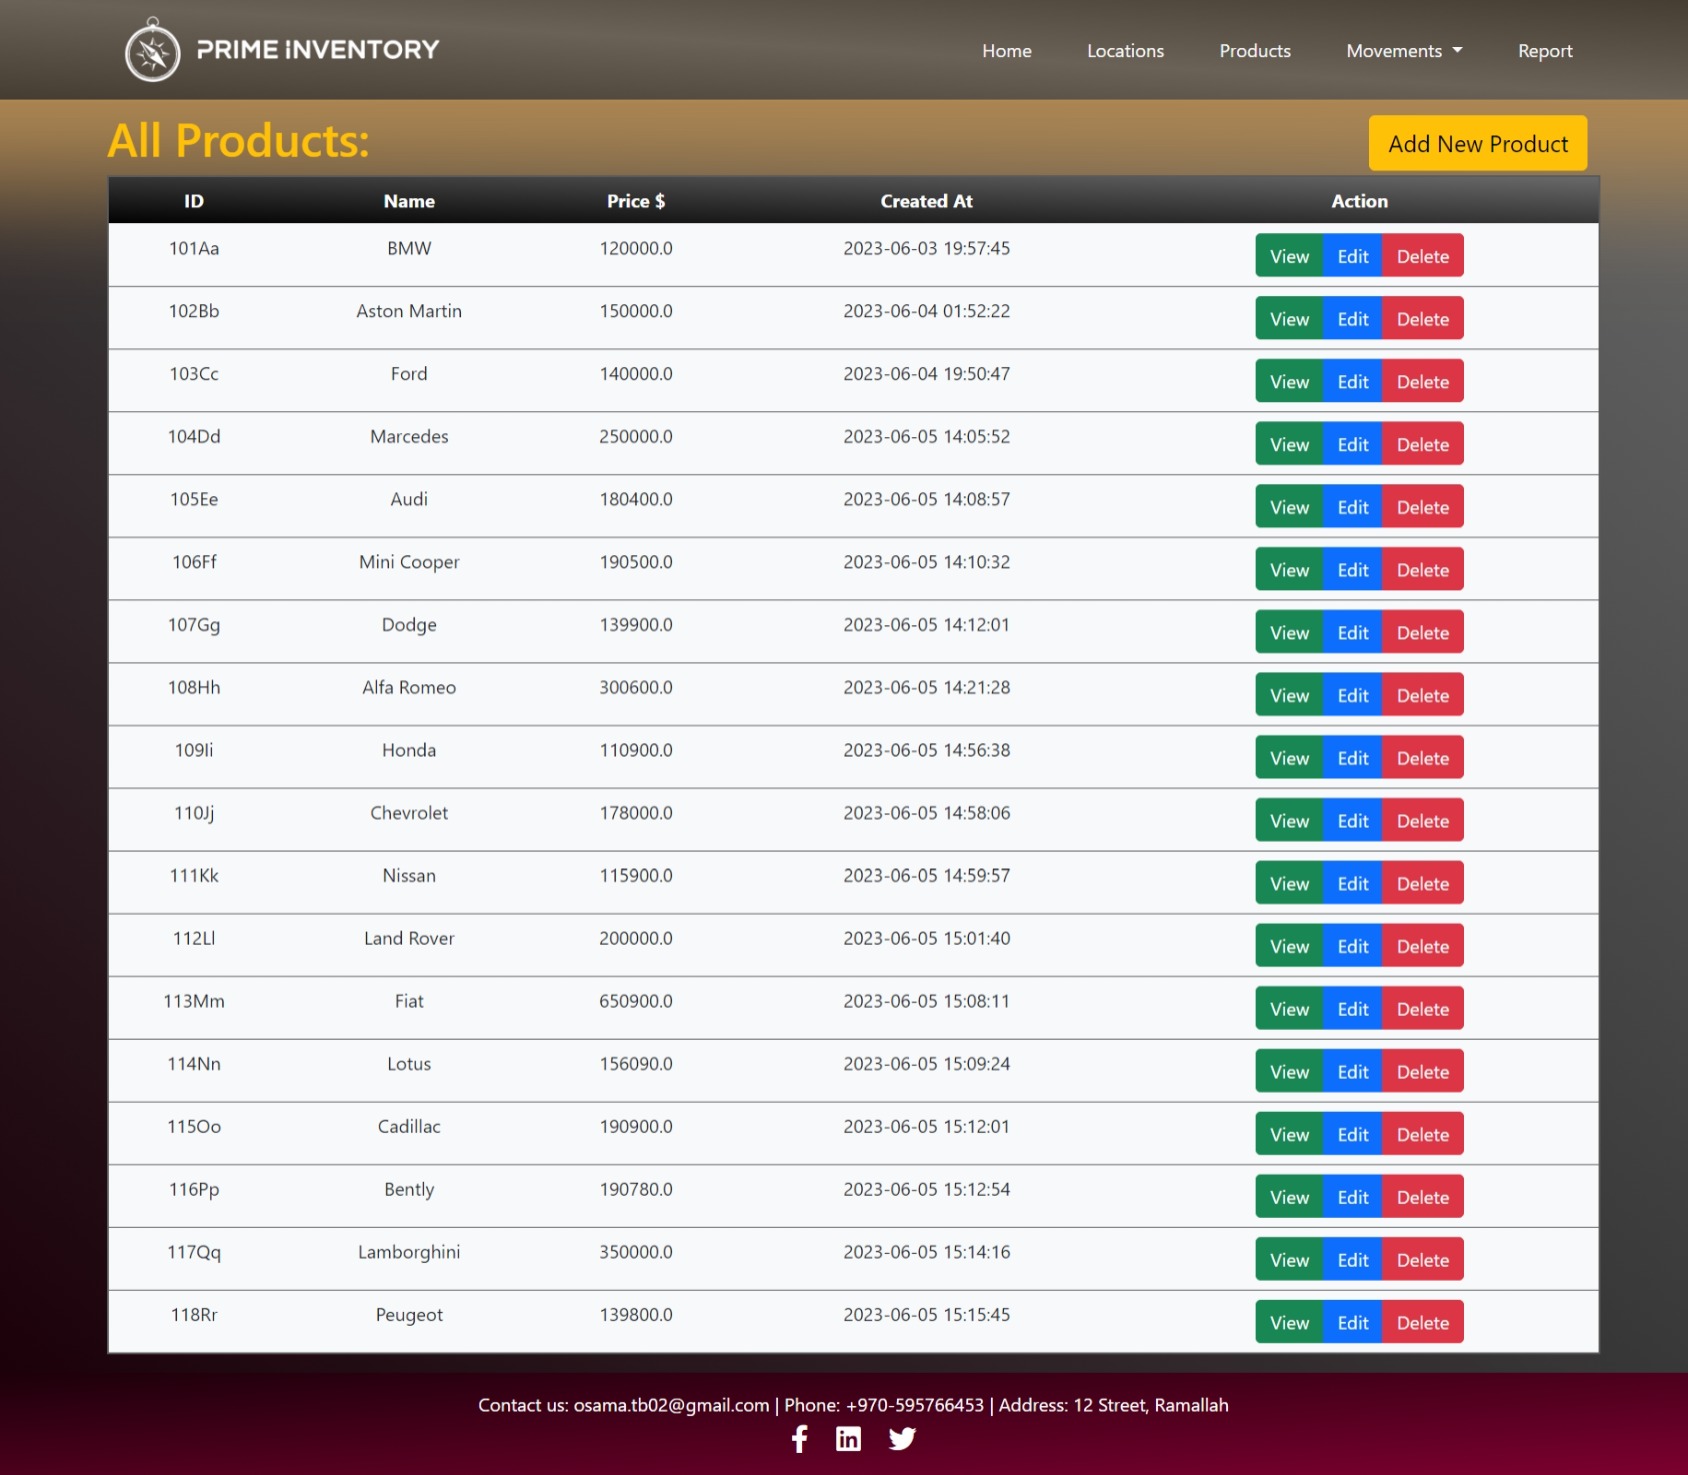 PRIME iNVENTORY Home Locations Products Movements Report
All Products: Add New Product
ID Name Price $ Created At Action
101Aa BMW 120000.0 2023-06-03 19:57:45 View Edit Delete
102Bb Aston Martin 150000.0 2023-06-04 01:52:22 View Edit Delete
103Cc Ford 140000.0 2023-06-04 19:50:47 View Edit Delete
104Dd Marcedes 250000.0 2023-06-05 14:05:52 View Edit Delete
105Ee Audi 180400.0 2023-06-05 14:08:57 View Edit Delete
106Ff Mini Cooper 190500.0 2023-06-05 14:10:32 View Edit Delete
107Gg Dodge 139900.0 2023-06-05 14:12:01 View Edit Delete
108Hh Alfa Romeo 300600.0 2023-06-05 14:21:28 View Edit Delete
109Ii Honda 110900.0 2023-06-05 14:56:38 View Edit Delete
110Jj Chevrolet 178000.0 2023-06-05 14:58:06 View Edit Delete
111Kk Nissan 115900.0 2023-06-05 14:59:57 View Edit Delete
112Ll Land Rover 200000.0 2023-06-05 15:01:40 View Edit Delete
113Mm Fiat 650900.0 2023-06-05 15:08:11 View Edit Delete
114Nn Lotus 156090.0 2023-06-05 15:09:24 View Edit Delete
115Oo Cadillac 190900.0 2023-06-05 15:12:01 View Edit Delete
116Pp Bently 190780.0 2023-06-05 15:12:54 View Edit Delete
117Qq Lamborghini 350000.0 2023-06-05 15:14:16 View Edit Delete
118Rr Peugeot 139800.0 2023-06-05 15:15:45 View Edit Delete
Contact us: osama.tb02@gmail.com | Phone: +970-595766453 | Address: 12 Street, Ramallah